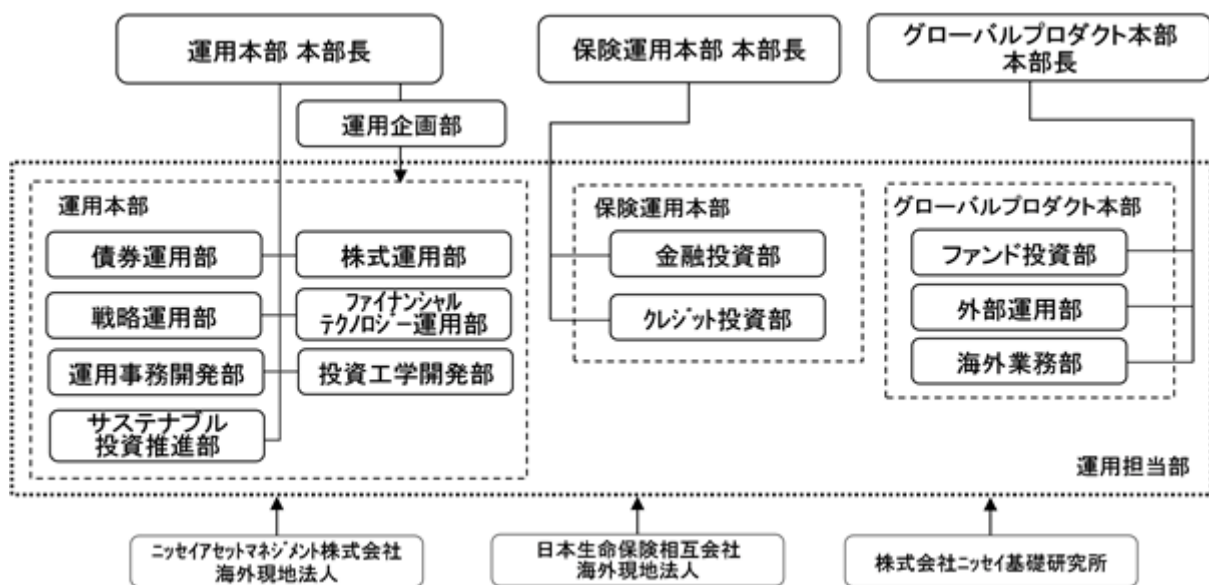 運用本部 本部長
保険運用本部 本部長
グローバルプロダクト本部
本部長
運用企画部
運用本部
債券運用部
株式運用部
戦略運用部
ファイナンシャル
テクノロジー運用部
運用事務開発部
投資工学開発部
サステナブル
投資推進部
保険運用本部
金融投資部
クレジット投資部
グローバルプロダクト本部
ファンド投資部
外部運用部
海外業務部
運用担当部
ニッセイアセットマネジメント株式会社
海外現地法人
日本生命保険相互会社
海外現地法人
株式会社ニッセイ基礎研究所